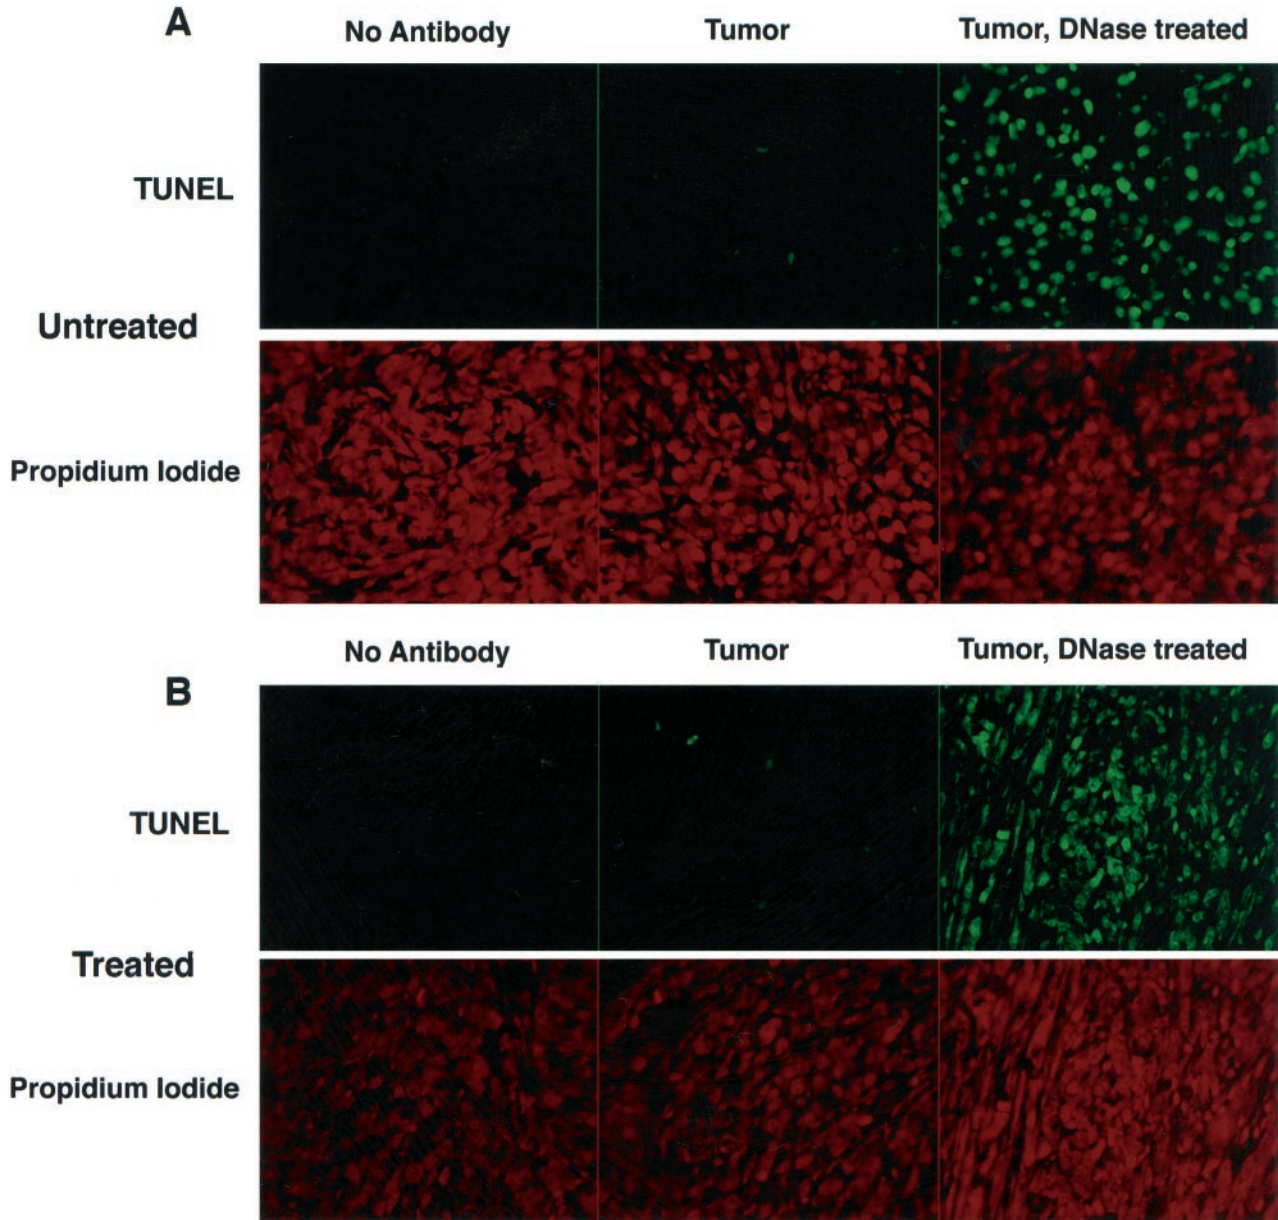 A
No Antibody Tumor Tumor, DNase treated
TUNEL
Untreated
Propidium Iodide
No Antibody Tumor Tumor, DNase treated
B
TUNEL
Treated
Propidium Iodide